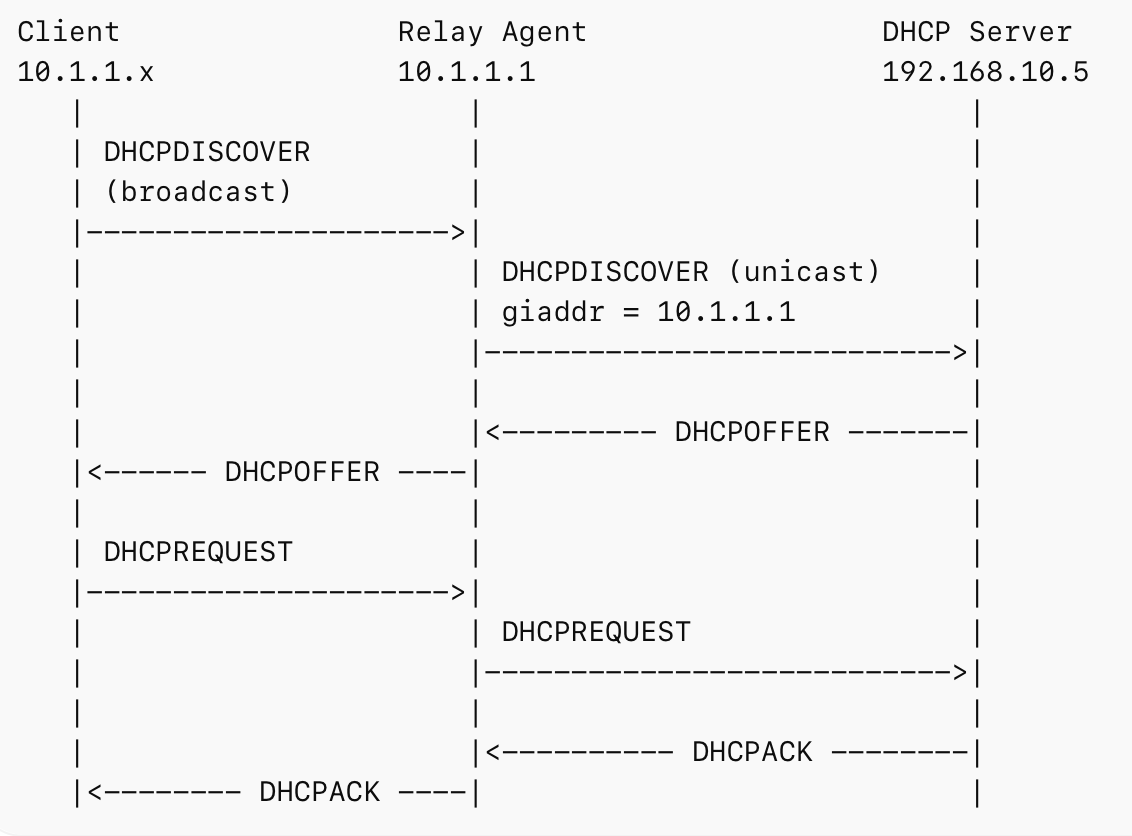 Client Relay Agent DHCP Server
10.1.1.x 10.1.1.1 192.168.10.5
DHCPDISCOVER
(broadcast)
DHCPDISCOVER (unicast)
giaddr = 10.1.1.1
DHCPOFFER
DHCPOFFER
DHCPREQUEST
DHCPREQUEST
DHCPACK
DHCPACK